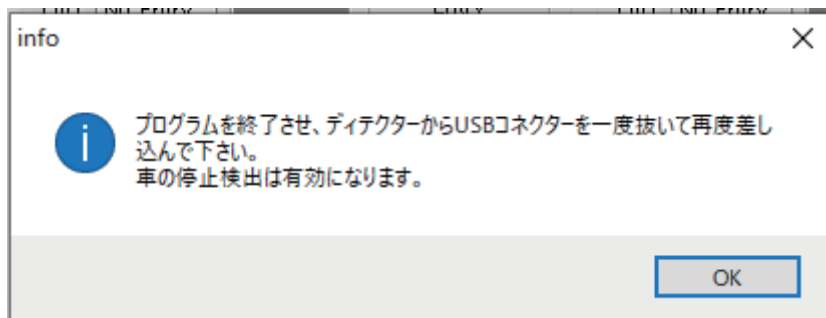 info
プログラムを終了させ、ディテクターからUSBコネクターを一度抜いて再度差し
込んで下さい。
車の停止検出は有効になります。
OK